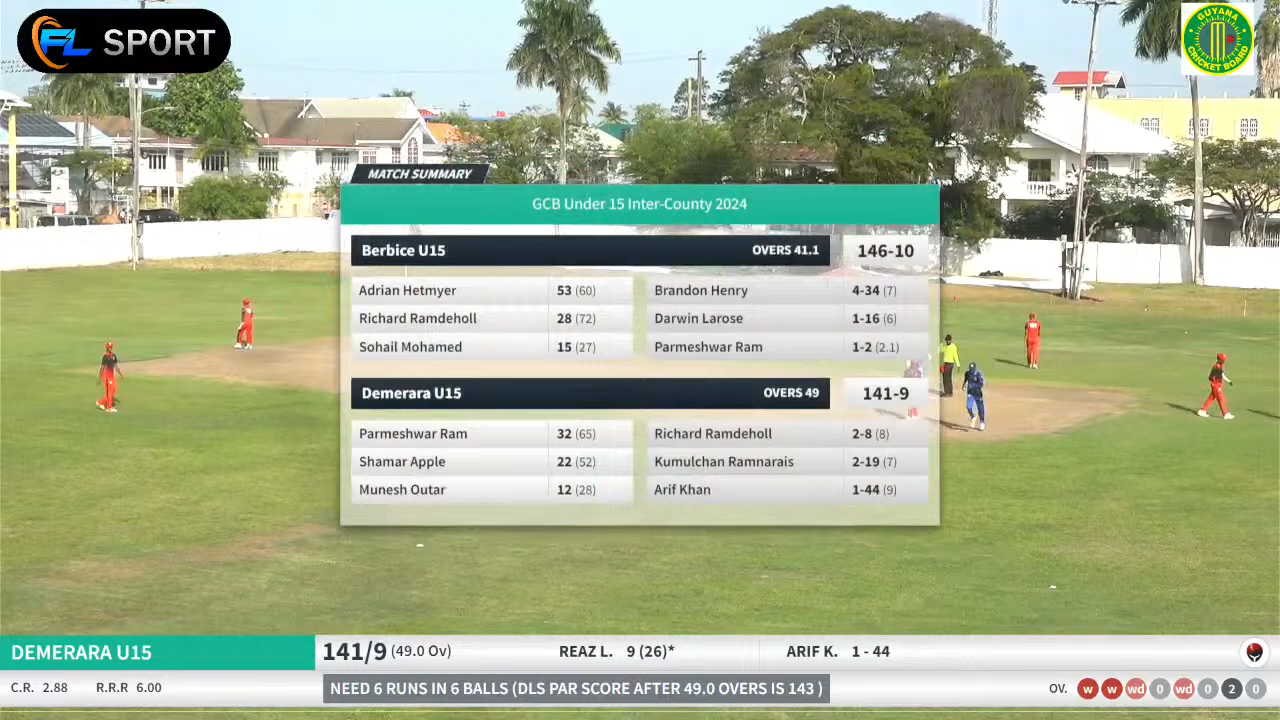 FL SPORT
GUYANA
CRICKET BOARD
MATCH SUMMARY
GCB Under 15 Inter-County 2024
Berbice U15 OVERS 41.1 146-10
Adrian Hetmyer 53 (60) Brandon Henry 4-34 (7)
Richard Ramdeholl 28 (72) Darwin Larose 1-16 (6)
Sohail Mohamed 15 (27) Parmeshwar Ram 1-2 (2.1)
Demerara U15 OVERS 49 141-9
Parmeshwar Ram 32 (65) Richard Ramdeholl 2-8 (8)
Shamar Apple 22 (52) Kumulchan Ramnarais 2-19 (7)
Munesh Outar 12 (28) Arif Khan 1-44 (9)
DEMERARA U15 141/9 (49.0 Ov) REAZ L. 9 (26)* ARIF K. 1 - 44
C.R. 2.88 R.R.R 6.00 NEED 6 RUNS IN 6 BALLS (DLS PAR SCORE AFTER 49.0 OVERS IS 143 ) OV. w w wd 0 wd 0 2 0